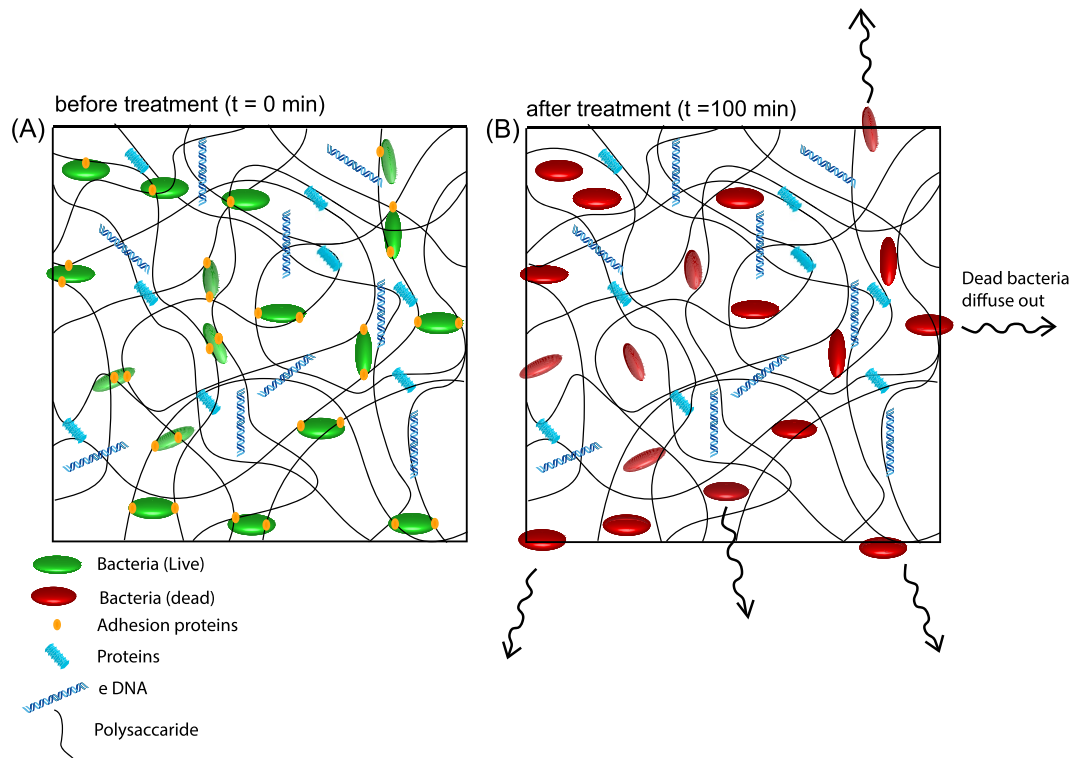 before treatment (t = 0 min)
(A)
after treatment (t =100 min)
(B)
Dead bacteria
diffuse out
Bacteria (Live)
Bacteria (dead)
Adhesion proteins
Proteins
e DNA
Polysaccaride